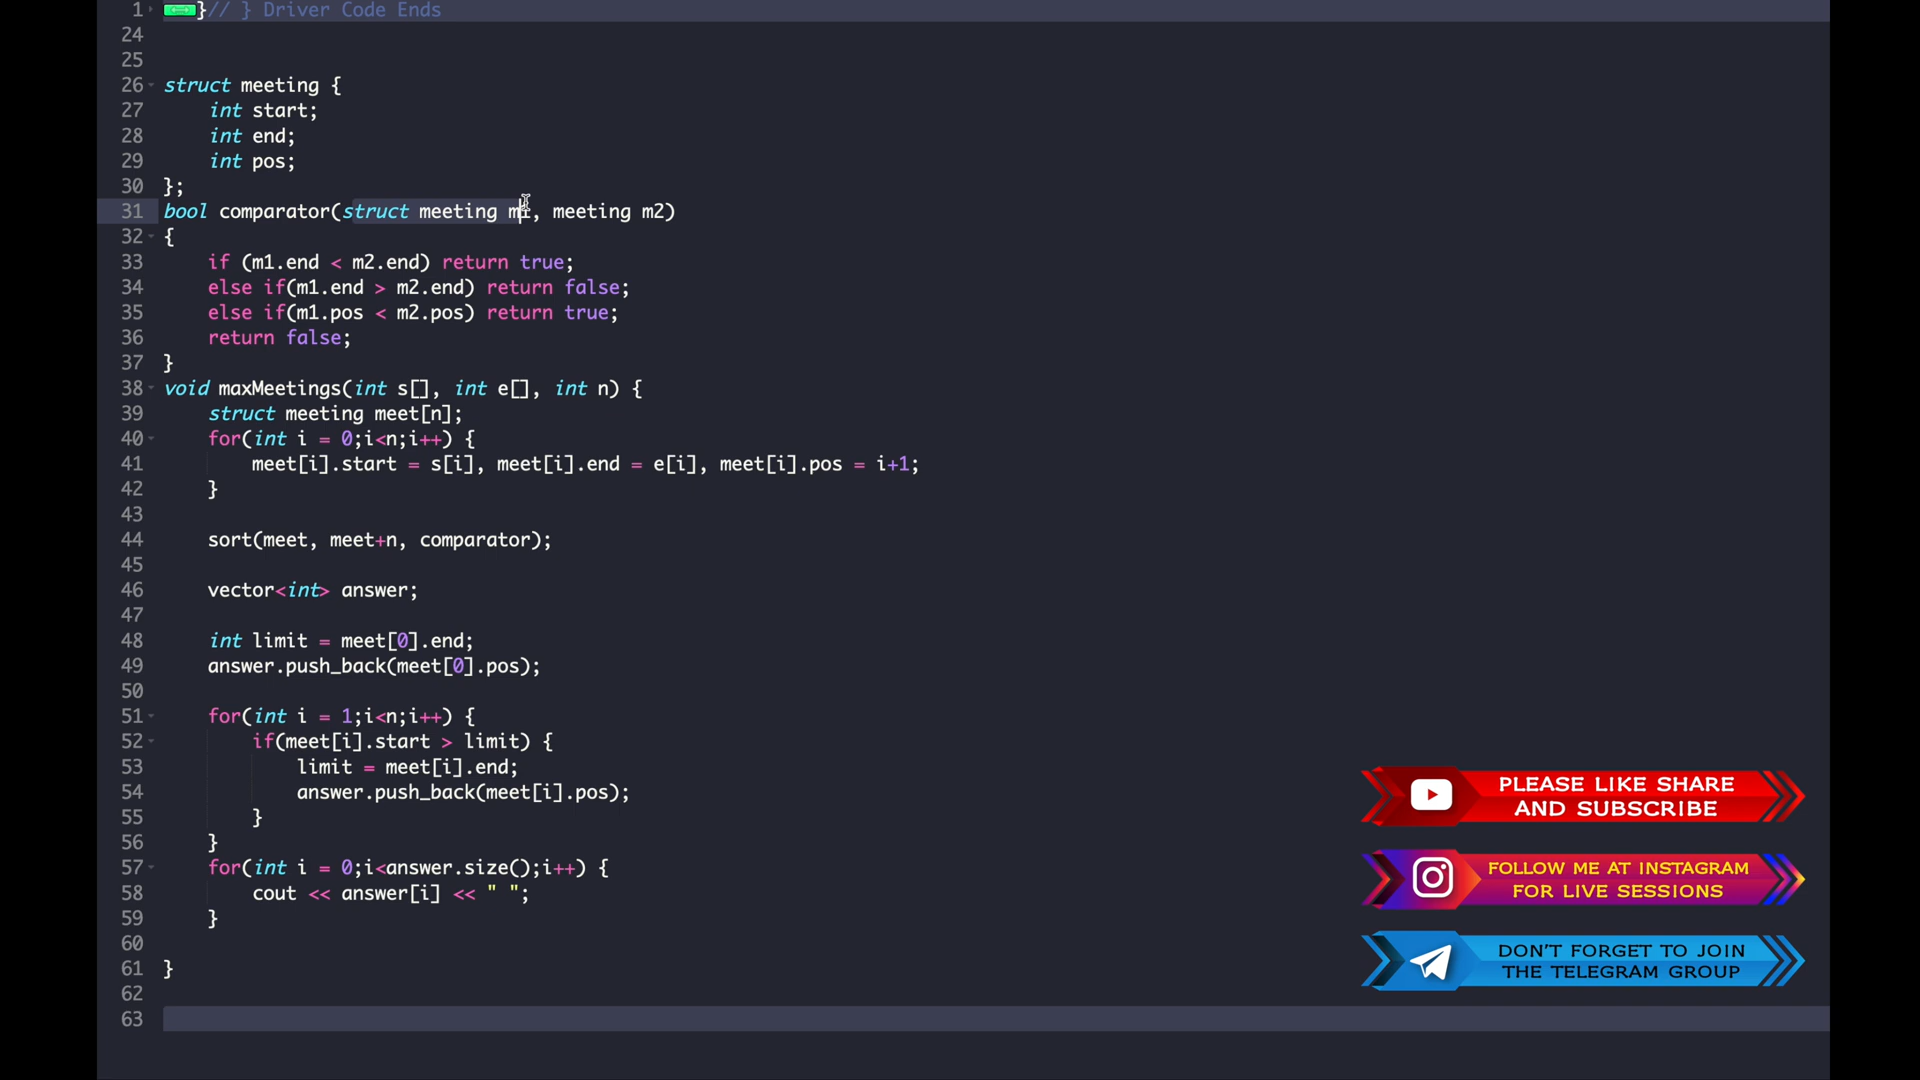 1 }// } Driver Code Ends
24
25
26 struct meeting {
27     int start;
28     int end;
29     int pos;
30 };
31 bool comparator(struct meeting m1, meeting m2)
32 {
33     if (m1.end < m2.end) return true;
34     else if(m1.end > m2.end) return false;
35     else if(m1.pos < m2.pos) return true;
36     return false;
37 }
38 void maxMeetings(int s[], int e[], int n) {
39     struct meeting meet[n];
40     for(int i = 0;i<n;i++) {
41         meet[i].start = s[i], meet[i].end = e[i], meet[i].pos = i+1;
42     }
43
44     sort(meet, meet+n, comparator);
45
46     vector<int> answer;
47
48     int limit = meet[0].end;
49     answer.push_back(meet[0].pos);
50
51     for(int i = 1;i<n;i++) {
52         if(meet[i].start > limit) {
53             limit = meet[i].end;
54             answer.push_back(meet[i].pos);
55         }
56     }
57     for(int i = 0;i<answer.size();i++) {
58         cout << answer[i] << " ";
59     }
60
61 }
62
63
PLEASE LIKE SHARE
AND SUBSCRIBE
FOLLOW ME AT INSTAGRAM
FOR LIVE SESSIONS
DON'T FORGET TO JOIN
THE TELEGRAM GROUP